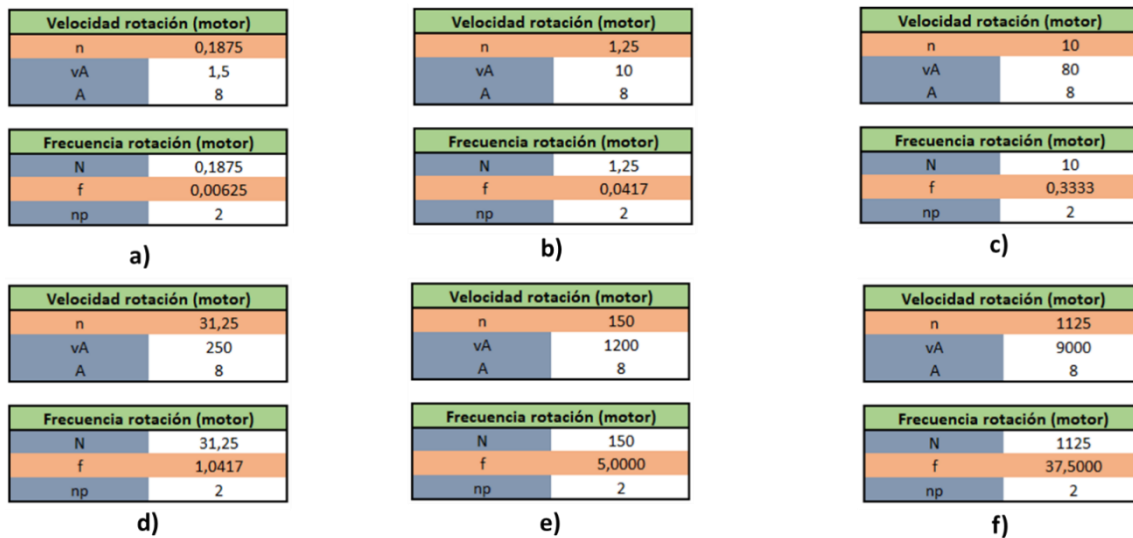 Velocidad rotación (motor)
n 0,1875
vA 1,5
A 8
Frecuencia rotación (motor)
N 0,1875
f 0,00625
np 2
a)
Velocidad rotación (motor)
n 1,25
vA 10
A 8
Frecuencia rotación (motor)
N 1,25
f 0,0417
np 2
b)
Velocidad rotación (motor)
n 10
vA 80
A 8
Frecuencia rotación (motor)
N 10
f 0,3333
np 2
c)
Velocidad rotación (motor)
n 31,25
vA 250
A 8
Frecuencia rotación (motor)
N 31,25
f 1,0417
np 2
d)
Velocidad rotación (motor)
n 150
vA 1200
A 8
Frecuencia rotación (motor)
N 150
f 5,0000
np 2
e)
Velocidad rotación (motor)
n 1125
vA 9000
A 8
Frecuencia rotación (motor)
N 1125
f 37,5000
np 2
f)